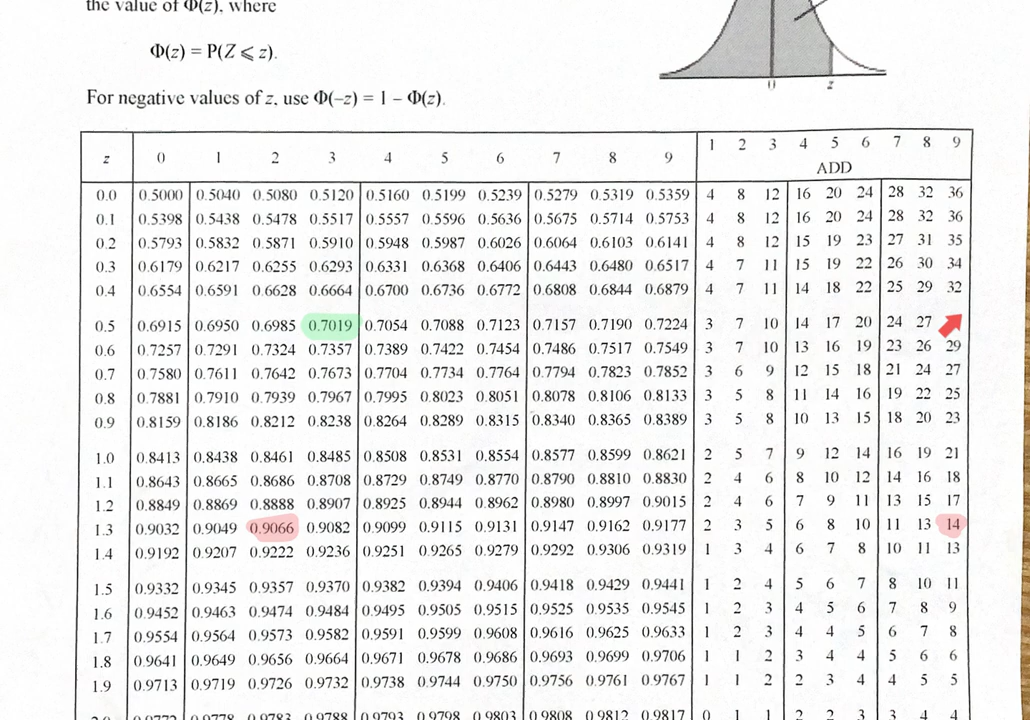 the value of Φ(z), where
Φ(z) = P(Z ⩽ z).
For negative values of z, use Φ(−z) = 1 − Φ(z).
0 z
z 0 1 2 3 4 5 6 7 8 9 1 2 3 4 5 6 7 8 9
ADD
0.0 0.5000 0.5040 0.5080 0.5120 0.5160 0.5199 0.5239 0.5279 0.5319 0.5359 4 8 12 16 20 24 28 32 36
0.1 0.5398 0.5438 0.5478 0.5517 0.5557 0.5596 0.5636 0.5675 0.5714 0.5753 4 8 12 16 20 24 28 32 36
0.2 0.5793 0.5832 0.5871 0.5910 0.5948 0.5987 0.6026 0.6064 0.6103 0.6141 4 8 12 15 19 23 27 31 35
0.3 0.6179 0.6217 0.6255 0.6293 0.6331 0.6368 0.6406 0.6443 0.6480 0.6517 4 7 11 15 19 22 26 30 34
0.4 0.6554 0.6591 0.6628 0.6664 0.6700 0.6736 0.6772 0.6808 0.6844 0.6879 4 7 11 14 18 22 25 29 32
0.5 0.6915 0.6950 0.6985 0.7019 0.7054 0.7088 0.7123 0.7157 0.7190 0.7224 3 7 10 14 17 20 24 27
0.6 0.7257 0.7291 0.7324 0.7357 0.7389 0.7422 0.7454 0.7486 0.7517 0.7549 3 7 10 13 16 19 23 26 29
0.7 0.7580 0.7611 0.7642 0.7673 0.7704 0.7734 0.7764 0.7794 0.7823 0.7852 3 6 9 12 15 18 21 24 27
0.8 0.7881 0.7910 0.7939 0.7967 0.7995 0.8023 0.8051 0.8078 0.8106 0.8133 3 5 8 11 14 16 19 22 25
0.9 0.8159 0.8186 0.8212 0.8238 0.8264 0.8289 0.8315 0.8340 0.8365 0.8389 3 5 8 10 13 15 18 20 23
1.0 0.8413 0.8438 0.8461 0.8485 0.8508 0.8531 0.8554 0.8577 0.8599 0.8621 2 5 7 9 12 14 16 19 21
1.1 0.8643 0.8665 0.8686 0.8708 0.8729 0.8749 0.8770 0.8790 0.8810 0.8830 2 4 6 8 10 12 14 16 18
1.2 0.8849 0.8869 0.8888 0.8907 0.8925 0.8944 0.8962 0.8980 0.8997 0.9015 2 4 6 7 9 11 13 15 17
1.3 0.9032 0.9049 0.9066 0.9082 0.9099 0.9115 0.9131 0.9147 0.9162 0.9177 2 3 5 6 8 10 11 13 14
1.4 0.9192 0.9207 0.9222 0.9236 0.9251 0.9265 0.9279 0.9292 0.9306 0.9319 1 3 4 6 7 8 10 11 13
1.5 0.9332 0.9345 0.9357 0.9370 0.9382 0.9394 0.9406 0.9418 0.9429 0.9441 1 2 4 5 6 7 8 10 11
1.6 0.9452 0.9463 0.9474 0.9484 0.9495 0.9505 0.9515 0.9525 0.9535 0.9545 1 2 3 4 5 6 7 8 9
1.7 0.9554 0.9564 0.9573 0.9582 0.9591 0.9599 0.9608 0.9616 0.9625 0.9633 1 2 3 4 4 5 6 7 8
1.8 0.9641 0.9649 0.9656 0.9664 0.9671 0.9678 0.9686 0.9693 0.9699 0.9706 1 1 2 3 4 4 5 6 6
1.9 0.9713 0.9719 0.9726 0.9732 0.9738 0.9744 0.9750 0.9756 0.9761 0.9767 1 1 2 2 3 4 4 5 5
0.9788 0.9793 0.9798 0.9803 0.9808 0.9812 0.9817 0 1 1 2 2 3 3 4 4